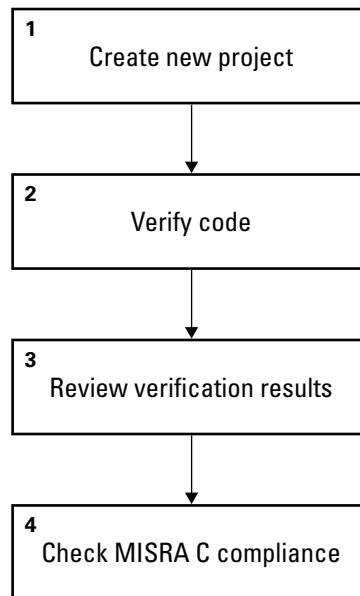 1
Create new project
2
Verify code
3
Review verification results
4
Check MISRA C compliance